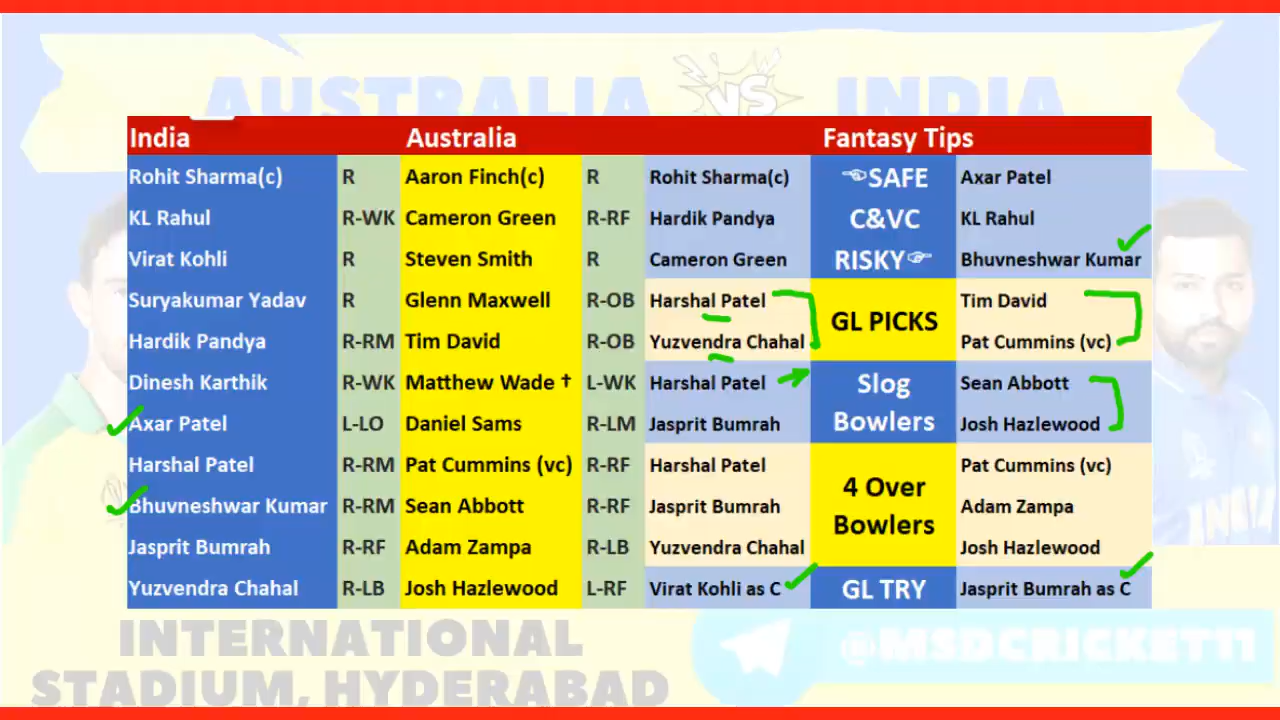 AUSTRALIA VS INDIA
India Australia Fantasy Tips
Rohit Sharma(c) R Aaron Finch(c) R Rohit Sharma(c) ☜SAFE Axar Patel
KL Rahul R-WK Cameron Green R-RF Hardik Pandya C&VC KL Rahul
Virat Kohli R Steven Smith R Cameron Green RISKY☞ Bhuvneshwar Kumar
Suryakumar Yadav R Glenn Maxwell R-OB Harshal Patel GL PICKS Tim David
Hardik Pandya R-RM Tim David R-OB Yuzvendra Chahal Pat Cummins (vc)
Dinesh Karthik R-WK Matthew Wade † L-WK Harshal Patel Slog Sean Abbott
Axar Patel L-LO Daniel Sams R-LM Jasprit Bumrah Bowlers Josh Hazlewood
Harshal Patel R-RM Pat Cummins (vc) R-RF Harshal Patel 4 Over Pat Cummins (vc)
Bhuvneshwar Kumar R-RM Sean Abbott R-RF Jasprit Bumrah Bowlers Adam Zampa
Jasprit Bumrah R-RF Adam Zampa R-LB Yuzvendra Chahal Josh Hazlewood
Yuzvendra Chahal R-LB Josh Hazlewood L-RF Virat Kohli as C GL TRY Jasprit Bumrah as C
INTERNATIONAL
STADIUM, HYDERABAD
@MSDCRICKET11